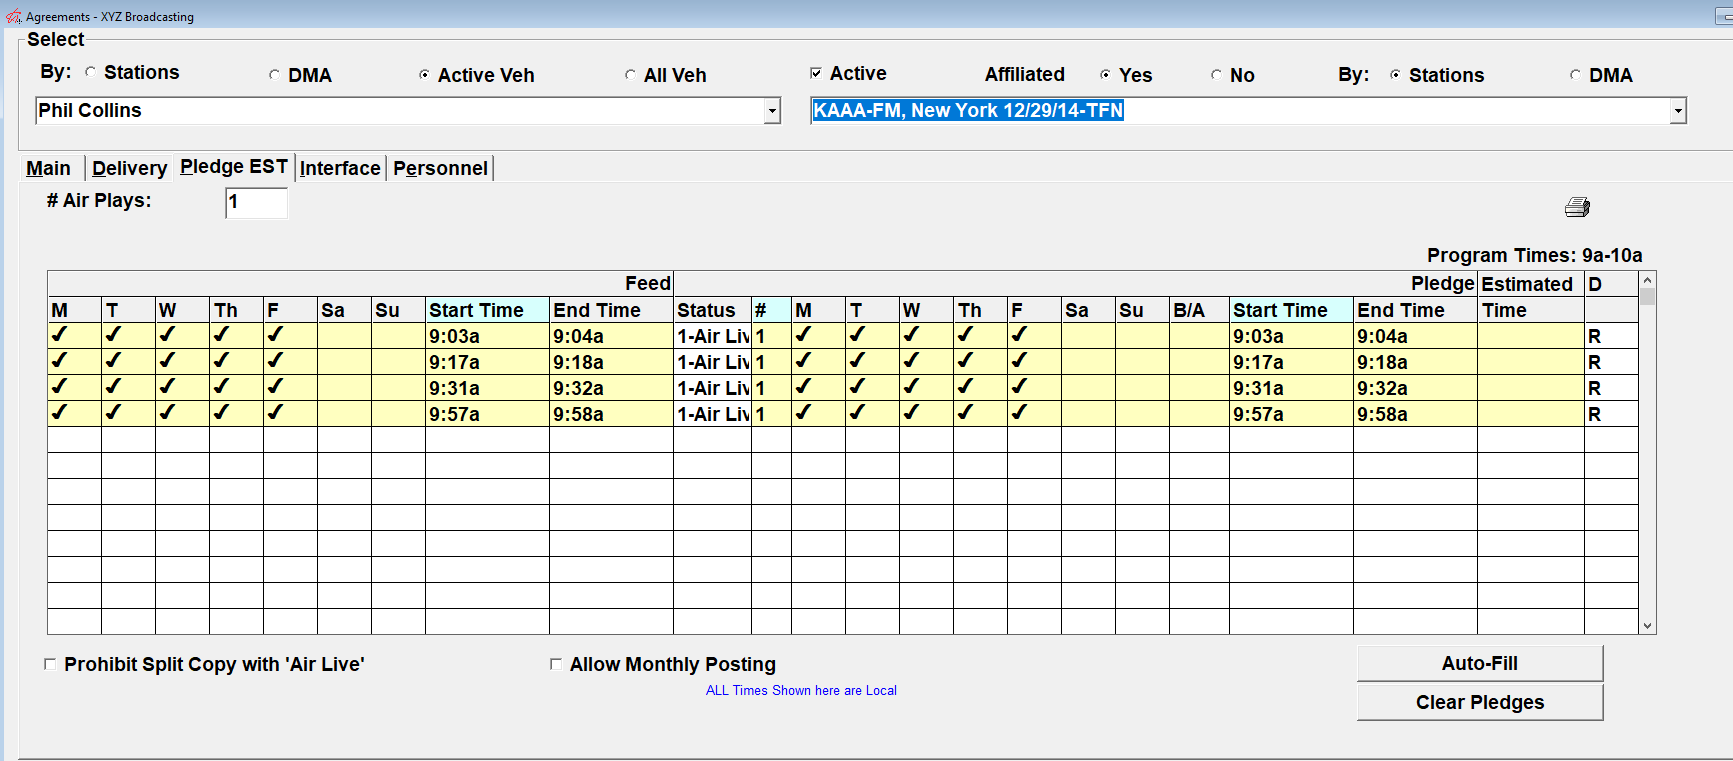 Agreements - XYZ Broadcasting
Select
By: Stations DMA Active Veh All Veh Active Affiliated Yes No By: Stations DMA
Phil Collins KAAA-FM, New York 12/29/14-TFN
Main Delivery Pledge EST Interface Personnel
# Air Plays: 1
Program Times: 9a-10a
Feed Pledge Estimated D
M T W Th F Sa Su Start Time End Time Status # M T W Th F Sa Su B/A Start Time End Time Time
✓ ✓ ✓ ✓ ✓ 9:03a 9:04a 1-Air Liv 1 ✓ ✓ ✓ ✓ ✓ 9:03a 9:04a R
✓ ✓ ✓ ✓ ✓ 9:17a 9:18a 1-Air Liv 1 ✓ ✓ ✓ ✓ ✓ 9:17a 9:18a R
✓ ✓ ✓ ✓ ✓ 9:31a 9:32a 1-Air Liv 1 ✓ ✓ ✓ ✓ ✓ 9:31a 9:32a R
✓ ✓ ✓ ✓ ✓ 9:57a 9:58a 1-Air Liv 1 ✓ ✓ ✓ ✓ ✓ 9:57a 9:58a R
Prohibit Split Copy with 'Air Live' Allow Monthly Posting Auto-Fill
ALL Times Shown here are Local
Clear Pledges